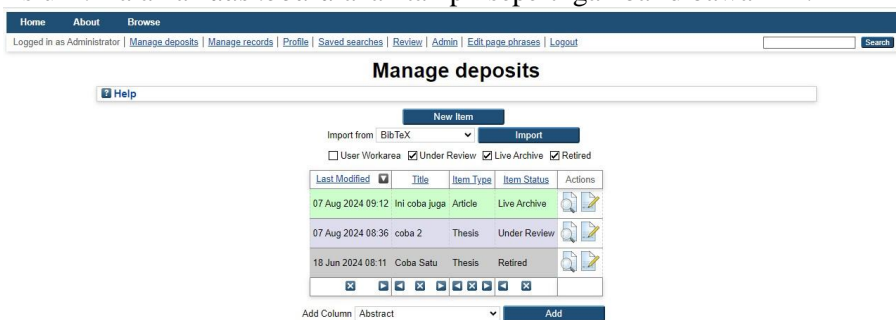 Home About Browse
Logged in as Administrator | Manage deposits | Manage records | Profile | Saved searches | Review | Admin | Edit page phrases | Logout Search
Manage deposits
Help
New Item
Import from BibTeX Import
User Workarea Under Review Live Archive Retired
Last Modified Title Item Type Item Status Actions
07 Aug 2024 09:12 Ini coba juga Article Live Archive
07 Aug 2024 08:36 coba 2 Thesis Under Review
18 Jun 2024 08:11 Coba Satu Thesis Retired
Add Column Abstract Add